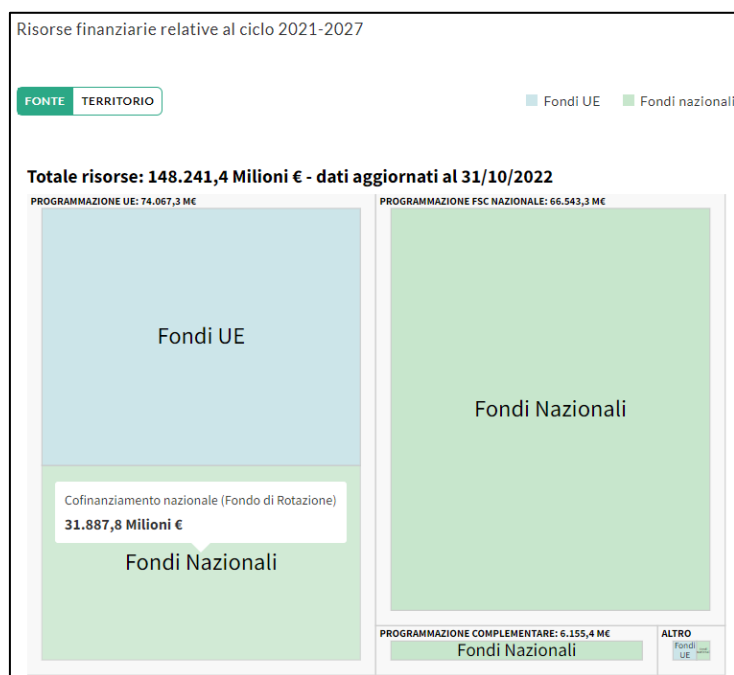 Risorse finanziarie relative al ciclo 2021-2027
FONTE TERRITORIO
Fondi UE Fondi nazionali
Totale risorse: 148.241,4 Milioni € - dati aggiornati al 31/10/2022
PROGRAMMAZIONE UE: 74.067,3 M€
Fondi UE
Cofinanziamento nazionale (Fondo di Rotazione)
31.887,8 Milioni €
Fondi Nazionali
PROGRAMMAZIONE FSC NAZIONALE: 66.543,3 M€
Fondi Nazionali
PROGRAMMAZIONE COMPLEMENTARE: 6.155,4 M€
Fondi Nazionali
ALTRO
Fondi
UE